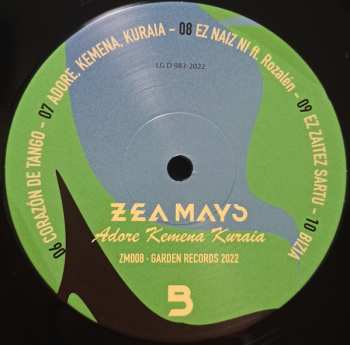 06 CORAZÓN DE TANGO - 07 ADORE, KEMENA, KURAIA - 08 EZ NAIZ NI ft. Rozalén - 09 EZ ZAITEZ SARTU - 10 BIZIA
LG D 983-2022
ZEA MAYS
Adore Kemena Kuraia
ZM008 - GARDEN RECORDS 2022
B